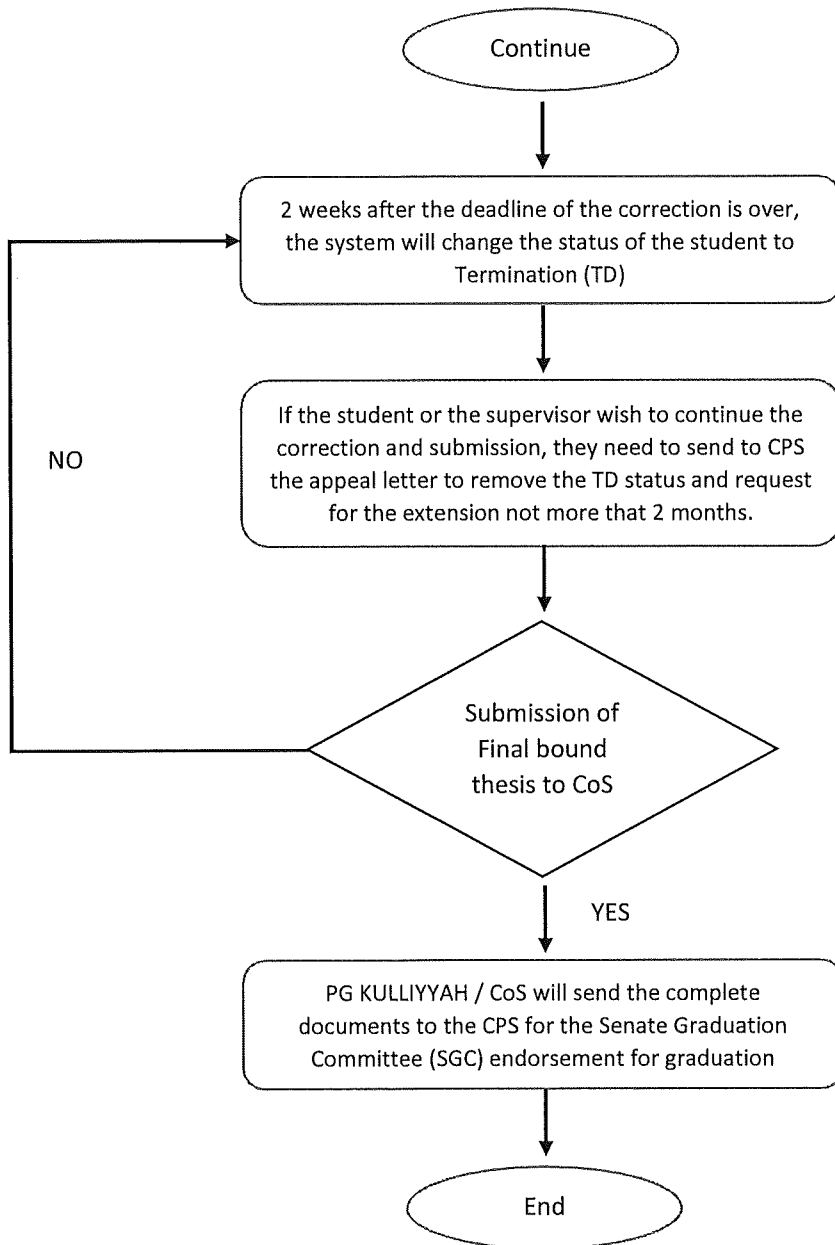 Continue
2 weeks after the deadline of the correction is over,
the system will change the status of the student to
Termination (TD)
If the student or the supervisor wish to continue the
correction and submission, they need to send to CPS
the appeal letter to remove the TD status and request
for the extension not more that 2 months.
NO
Submission of
Final bound
thesis to CoS
YES
PG KULLIYYAH / CoS will send the complete
documents to the CPS for the Senate Graduation
Committee (SGC) endorsement for graduation
End